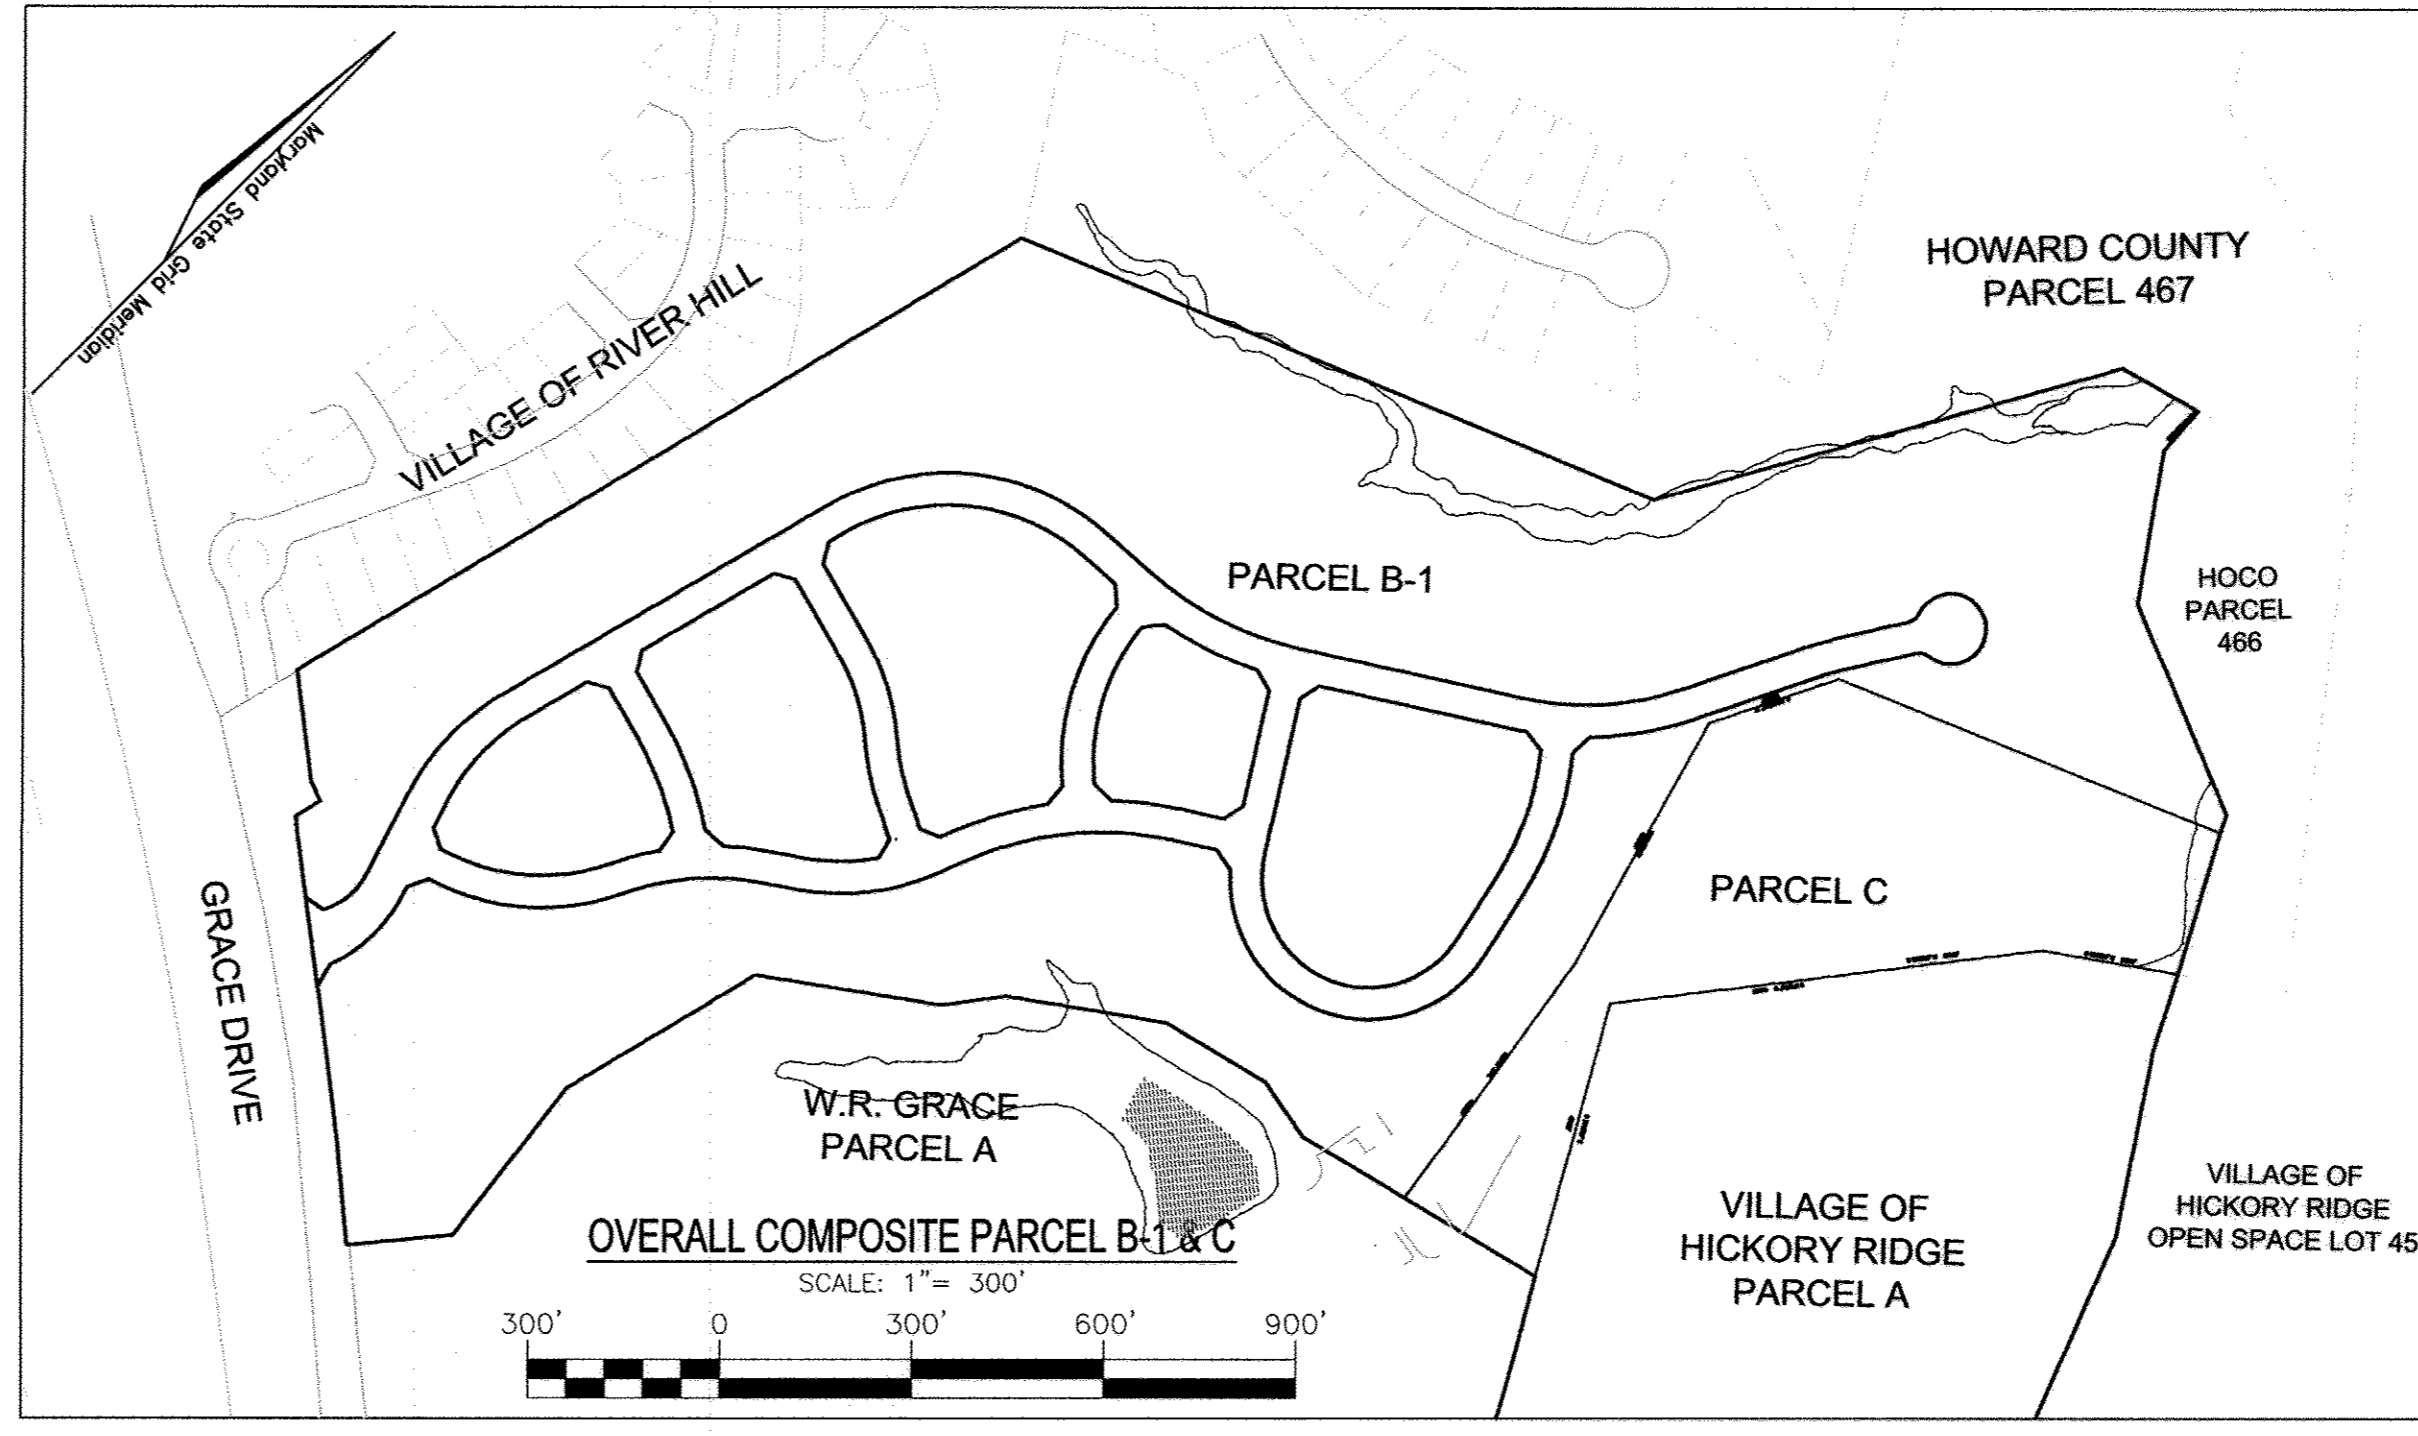 Maryland State Grid Meridian
VILLAGE OF RIVER HILL
HOWARD COUNTY
PARCEL 467
PARCEL B-1
HOCO
PARCEL
466
PARCEL C
GRACE DRIVE
W.R. GRACE
PARCEL A
VILLAGE OF
HICKORY RIDGE
PARCEL A
VILLAGE OF
HICKORY RIDGE
OPEN SPACE LOT 45
OVERALL COMPOSITE PARCEL B-1 & C
SCALE: 1"= 300'
300' 0 300' 600' 900'